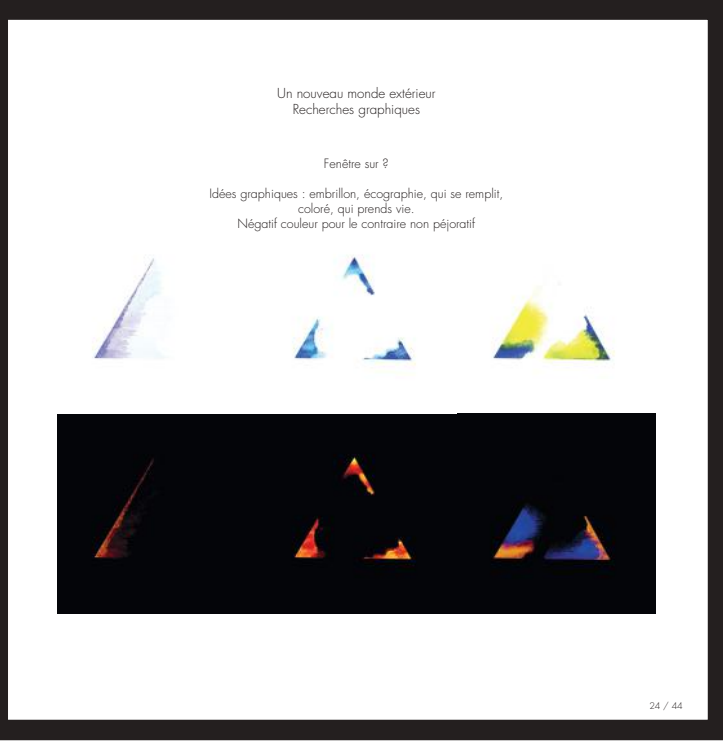 Un nouveau monde extérieur
Recherches graphiques
Fenêtre sur ?
Idées graphiques : embrillon, écographie, qui se remplit,
coloré, qui prends vie.
Négatif couleur pour le contraire non péjoratif
24 / 44